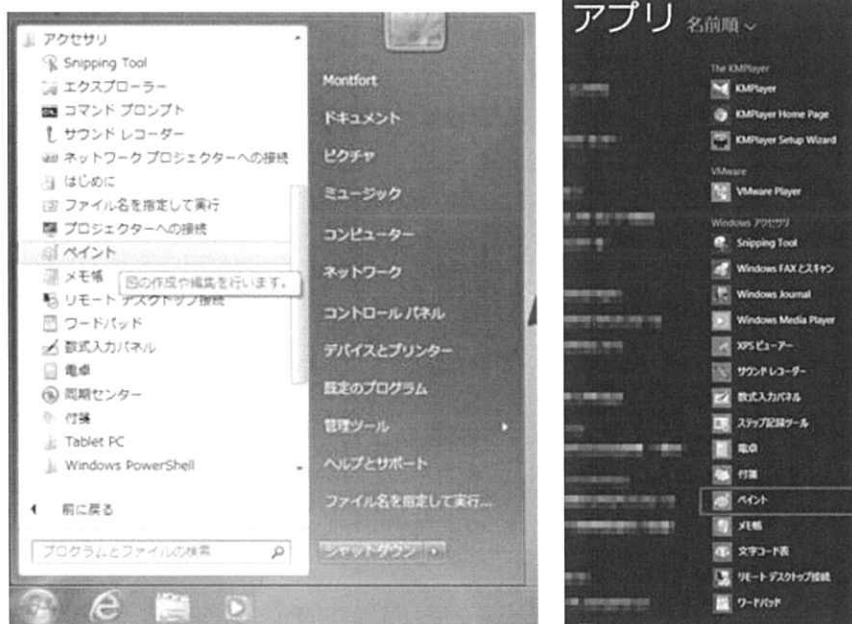 アクセサリ
Snipping Tool
エクスプローラー
コマンド プロンプト
サウンド レコーダー
ネットワーク プロジェクターへの接続
はじめに
ファイル名を指定して実行
プロジェクターへの接続
ペイント
メモ帳
図の作成や編集を行います。
リモート デスクトップ接続
ワードパッド
数式入力パネル
電卓
同期センター
付箋
Tablet PC
Windows PowerShell
前に戻る
プログラムとファイルの検索
Montfort
ドキュメント
ピクチャ
ミュージック
コンピューター
ネットワーク
コントロール パネル
デバイスとプリンター
既定のプログラム
管理ツール
ヘルプとサポート
ファイル名を指定して実行...
シャットダウン
アプリ 名前順
The KMPlayer
KMPlayer
KMPlayer Home Page
KMPlayer Setup Wizard
VMware
VMware Player
Windows アクセサリ
Snipping Tool
Windows FAX とスキャン
Windows Journal
Windows Media Player
XPS ビューアー
サウンド レコーダー
数式入力パネル
ステップ記録ツール
電卓
付箋
ペイント
メモ帳
文字コード表
リモート デスクトップ接続
ワードパッド